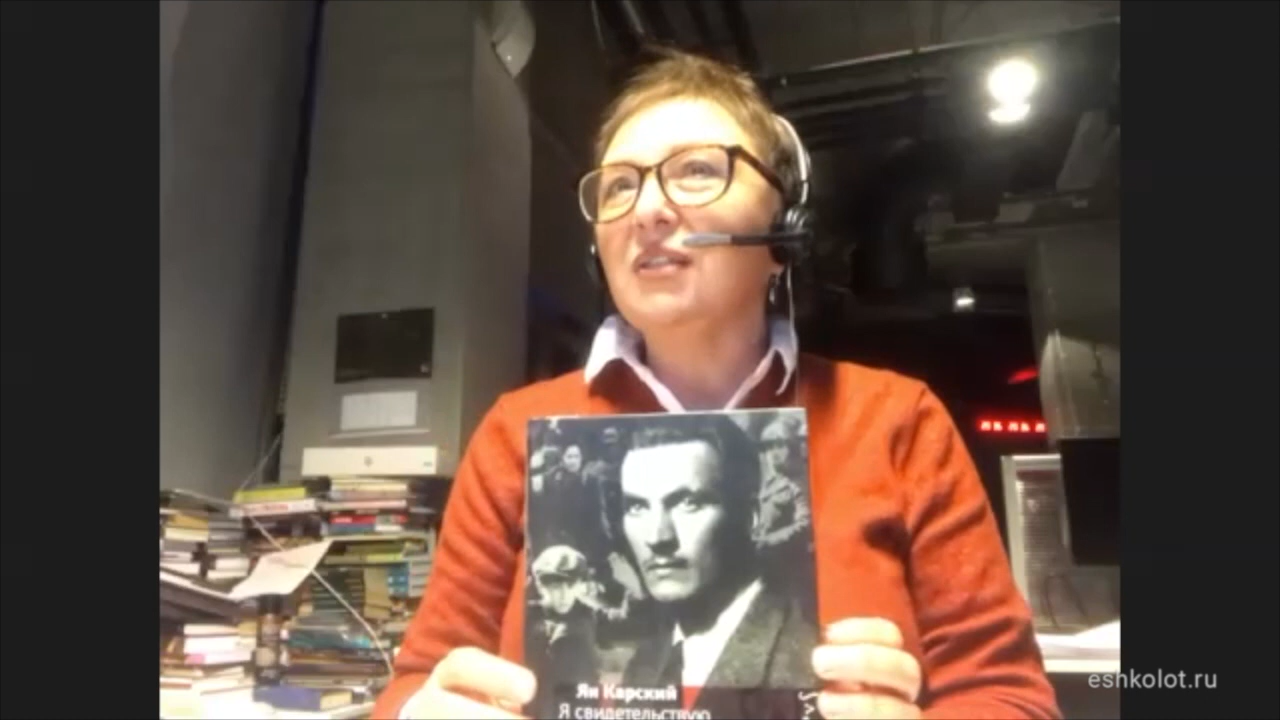 Ян Карский
Я свидетельствую
eshkolot.ru